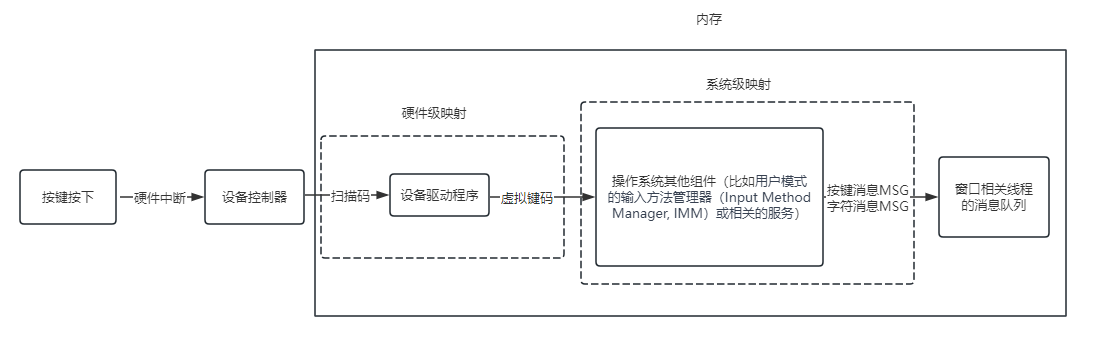 内存
系统级映射
硬件级映射
按键按下
硬件中断
设备控制器
扫描码
设备驱动程序
虚拟键码
操作系统其他组件（比如用户模式
的输入方法管理器（Input Method
Manager, IMM）或相关的服务）
按键消息MSG
字符消息MSG
窗口相关线程
的消息队列